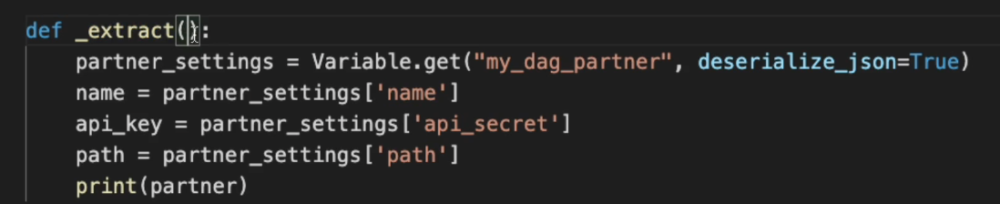 def _extract():
    partner_settings = Variable.get("my_dag_partner", deserialize_json=True)
    name = partner_settings['name']
    api_key = partner_settings['api_secret']
    path = partner_settings['path']
    print(partner)